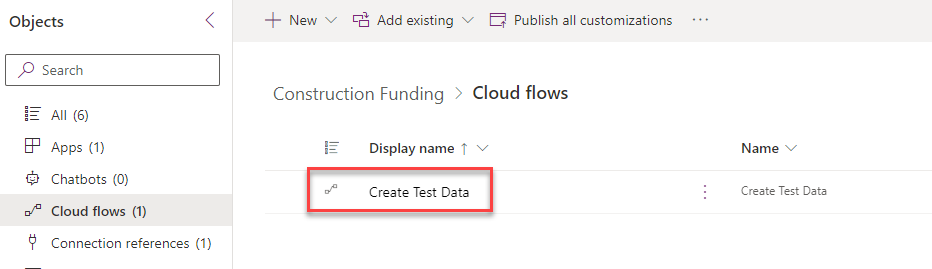 Objects
Search
All (6)
Apps (1)
Chatbots (0)
Cloud flows (1)
Connection references (1)
New
Add existing
Publish all customizations
Construction Funding > Cloud flows
Display name ↑
Name
Create Test Data
Create Test Data